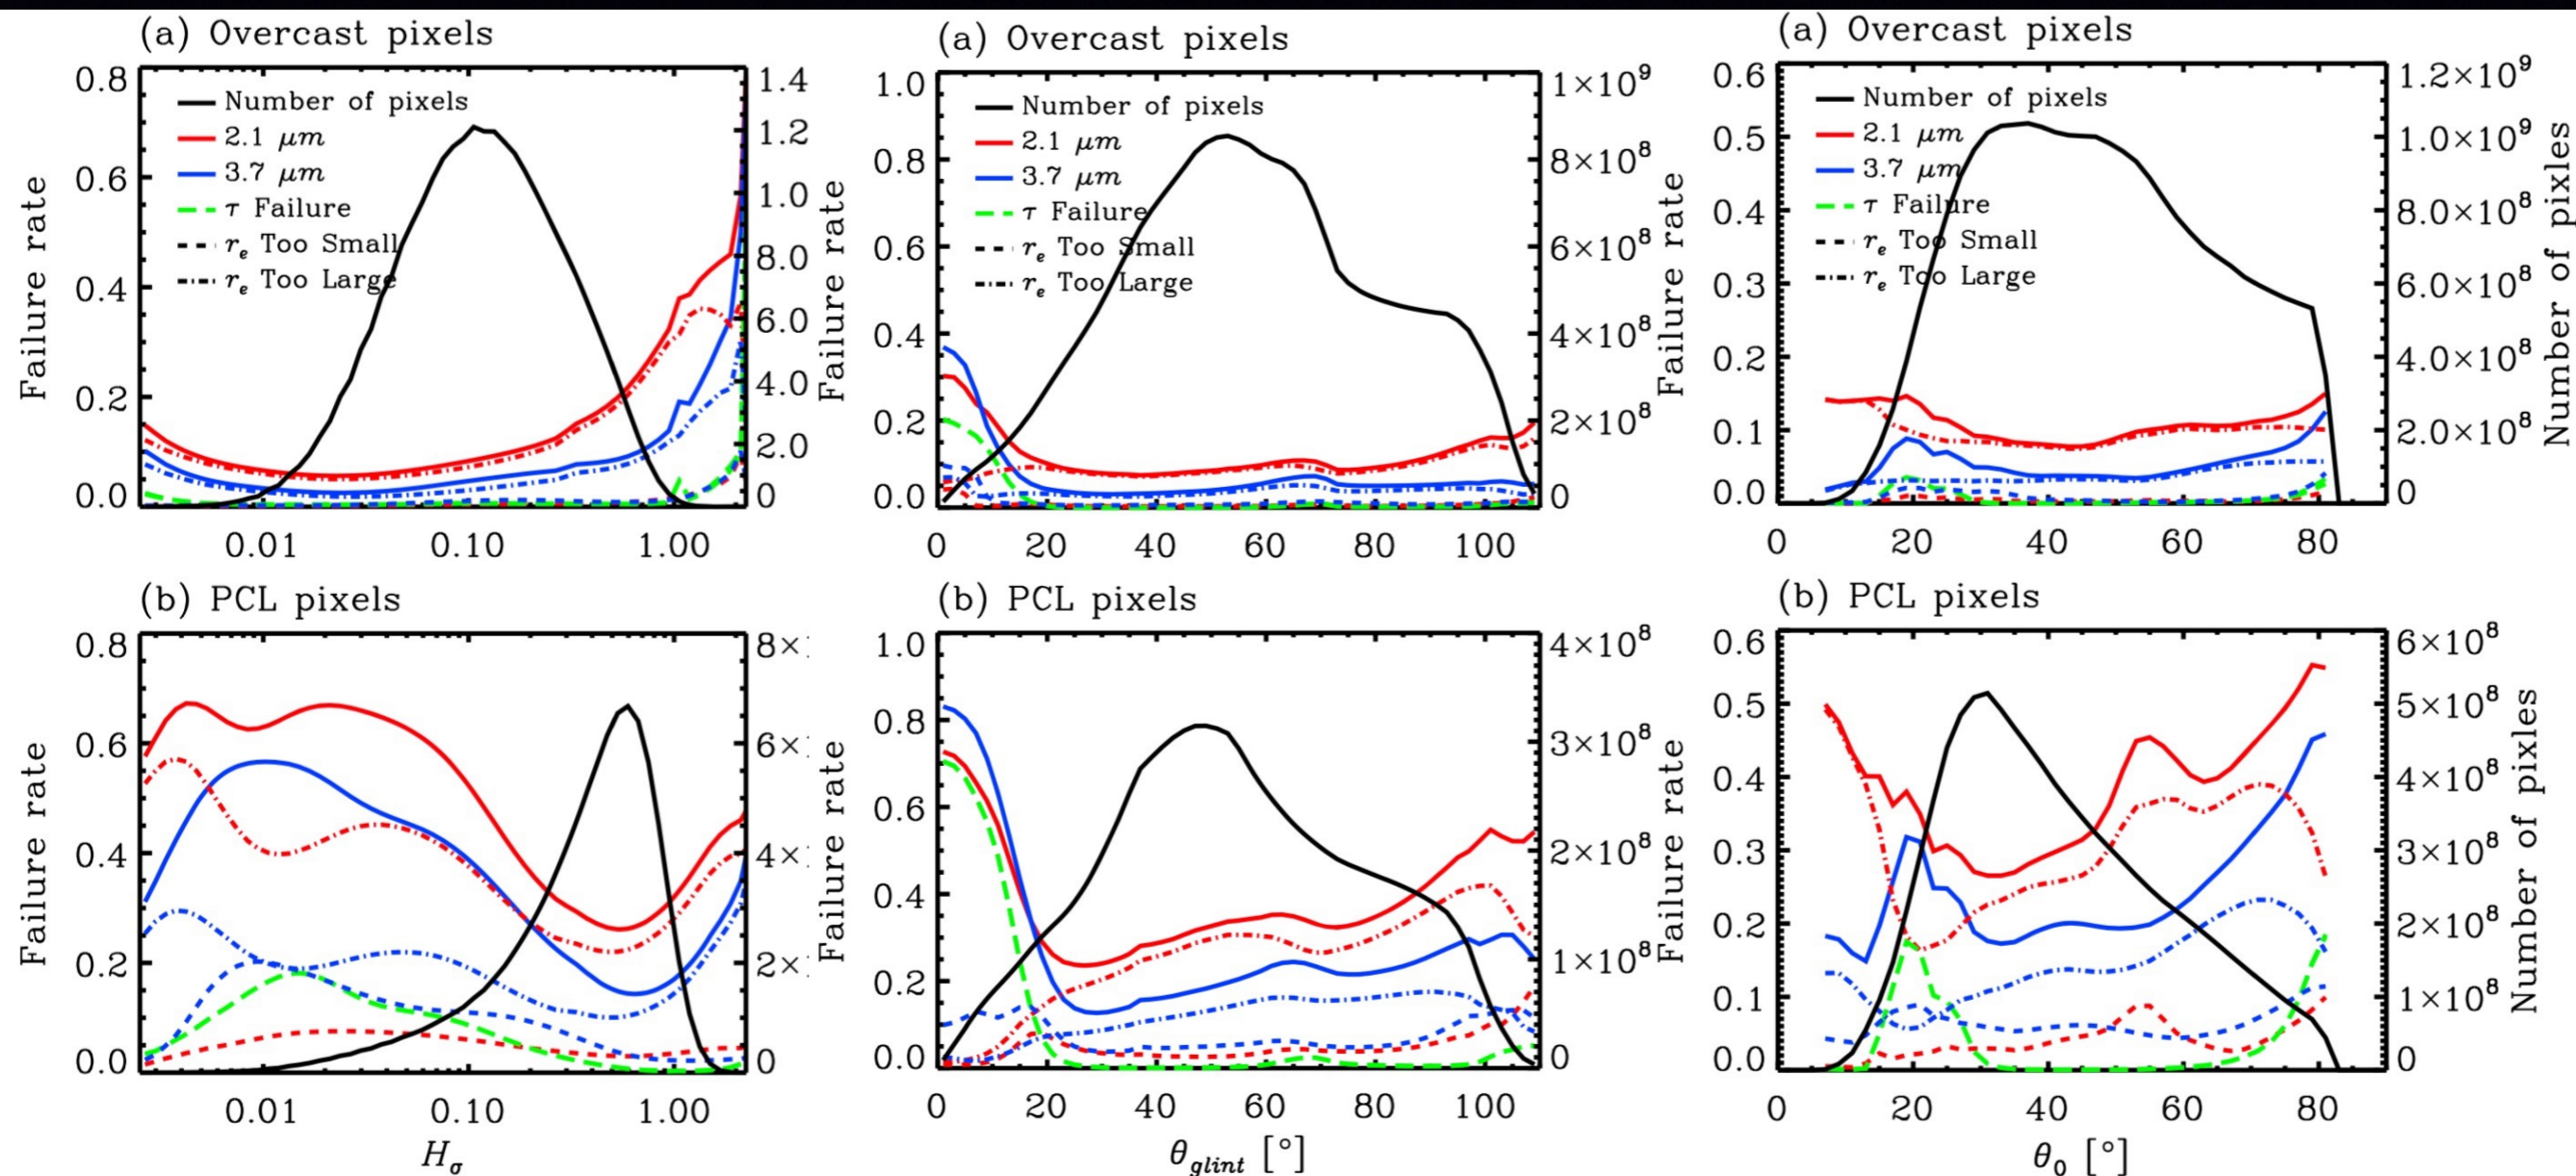 (a) Overcast pixels
0.8
0.6
0.4
0.2
0.0
Failure rate
Number of pixels
2.1 μm
3.7 μm
τ Failure
r_e Too Small
r_e Too Large
1.4
1.2
1.0
8.0
6.0
4.0
2.0
0
0.01 0.10 1.00
(a) Overcast pixels
1.0
0.8
0.6
0.4
0.2
0.0
Failure rate
Number of pixels
2.1 μm
3.7 μm
τ Failure
r_e Too Small
r_e Too Large
1×10⁹
8×10⁸
6×10⁸
4×10⁸
2×10⁸
0
0 20 40 60 80 100
(a) Overcast pixels
0.6
0.5
0.4
0.3
0.2
0.1
0.0
Failure rate
Number of pixels
2.1 μm
3.7 μm
τ Failure
r_e Too Small
r_e Too Large
1.2×10⁹
1.0×10⁹
8.0×10⁸
6.0×10⁸
4.0×10⁸
2.0×10⁸
0
Number of pixles
0 20 40 60 80
(b) PCL pixels
0.8
0.6
0.4
0.2
0.0
Failure rate
8×
6×
4×
2×
0
0.01 0.10 1.00
H_σ
(b) PCL pixels
1.0
0.8
0.6
0.4
0.2
0.0
Failure rate
4×10⁸
3×10⁸
2×10⁸
1×10⁸
0
0 20 40 60 80 100
θ_glint [°]
(b) PCL pixels
0.6
0.5
0.4
0.3
0.2
0.1
0.0
Failure rate
6×10⁸
5×10⁸
4×10⁸
3×10⁸
2×10⁸
1×10⁸
0
Number of pixles
0 20 40 60 80
θ_0 [°]